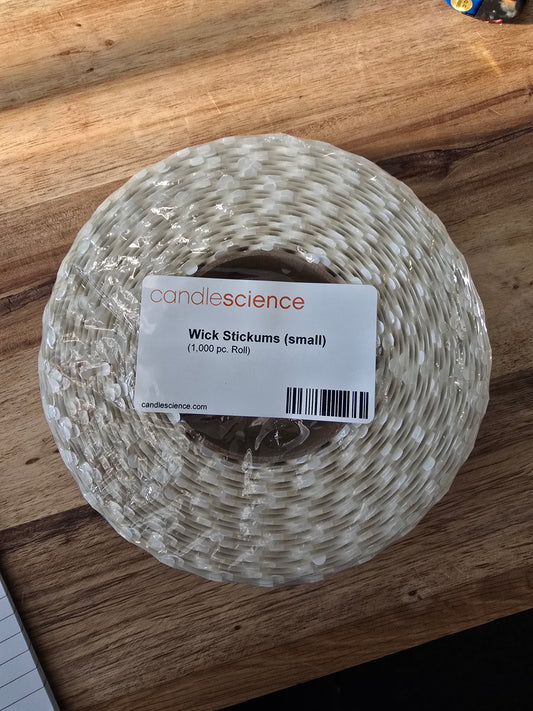 candlescience
Wick Stickums (small)
(1,000 pc. Roll)
candlescience.com